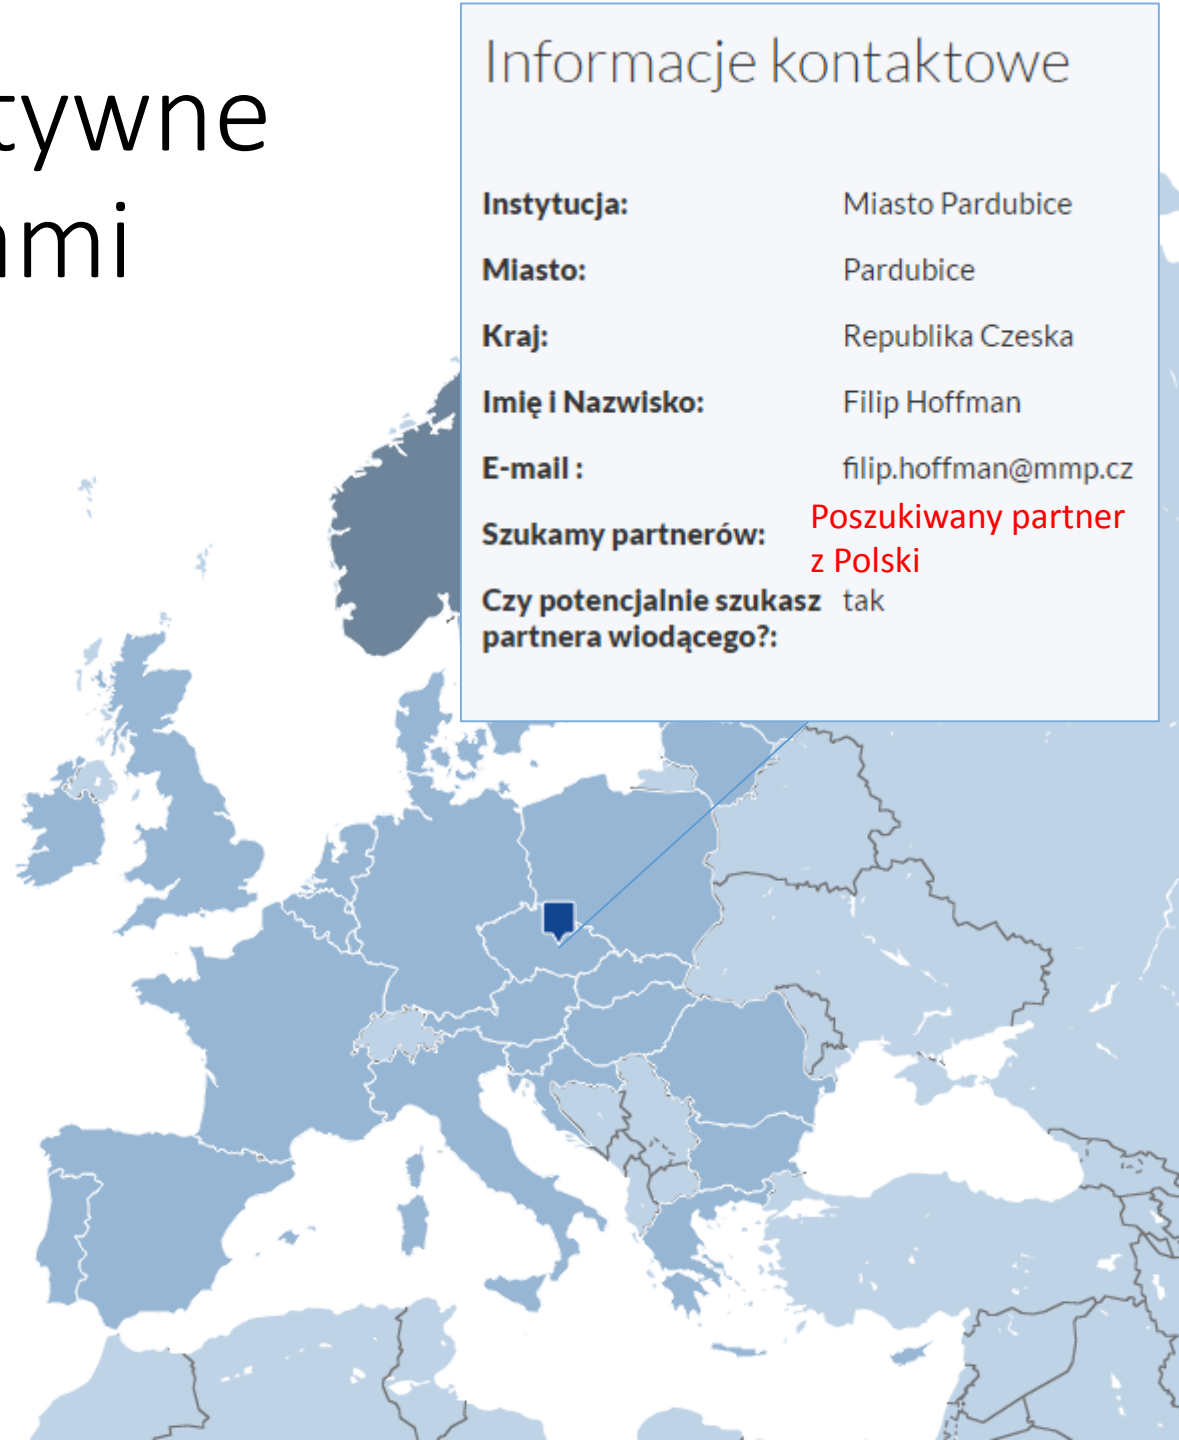 tywne
ami
Informacje kontaktowe
Instytucja: Miasto Pardubice
Miasto: Pardubice
Kraj: Republika Czeska
Imię i Nazwisko: Filip Hoffman
E-mail : filip.hoffman@mmp.cz
Szukamy partnerów: Poszukiwany partner
z Polski
Czy potencjalnie szukasz tak
partnera wiodącego?: